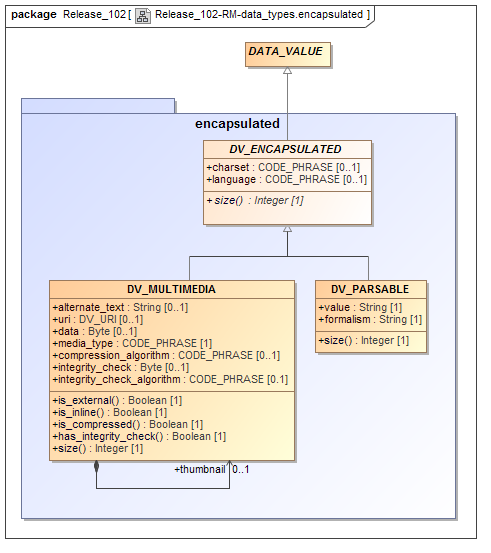 package Release_102 [ Release_102-RM-data_types.encapsulated ]
DATA_VALUE
encapsulated
DV_ENCAPSULATED
+charset : CODE_PHRASE [0..1]
+language : CODE_PHRASE [0..1]
+ size() : Integer [1]
DV_MULTIMEDIA
+alternate_text : String [0..1]
+uri : DV_URI [0..1]
+data : Byte [0..1]
+media_type : CODE_PHRASE [1]
+compression_algorithm : CODE_PHRASE [0..1]
+integrity_check : Byte [0..1]
+integrity_check_algorithm : CODE_PHRASE [0.1]
+is_external() : Boolean [1]
+is_inline() : Boolean [1]
+is_compressed() : Boolean [1]
+has_integrity_check() : Boolean [1]
+size() : Integer [1]
DV_PARSABLE
+value : String [1]
+formalism : String [1]
+size() : Integer [1]
+thumbnail 0..1